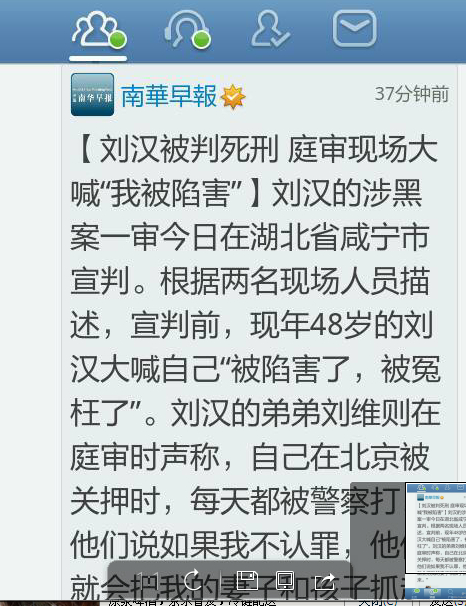 南華早報
37分钟前
【刘汉被判死刑 庭审现场大
喊“我被陷害”】刘汉的涉黑
案一审今日在湖北省咸宁市
宣判。根据两名现场人员描
述，宣判前，现年48岁的刘
汉大喊自己“被陷害了，被冤
枉了”。刘汉的弟弟刘维则在
庭审时声称，自己在北京被
关押时，每天都被警察打
他们说如果我不认罪，他们
就会把我的妻子和孩子抓